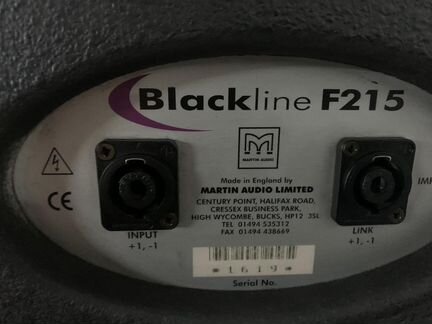 Blackline F215
MARTIN AUDIO
Made in England by
MARTIN AUDIO LIMITED
CENTURY POINT, HALIFAX ROAD,
CRESSEX BUSINESS PARK,
HIGH WYCOMBE, BUCKS, HP12 3SL
TEL 01494 535312
FAX 01494 438669
CE
INPUT
+1, -1
LINK
+1, -1
*1619*
Serial No.